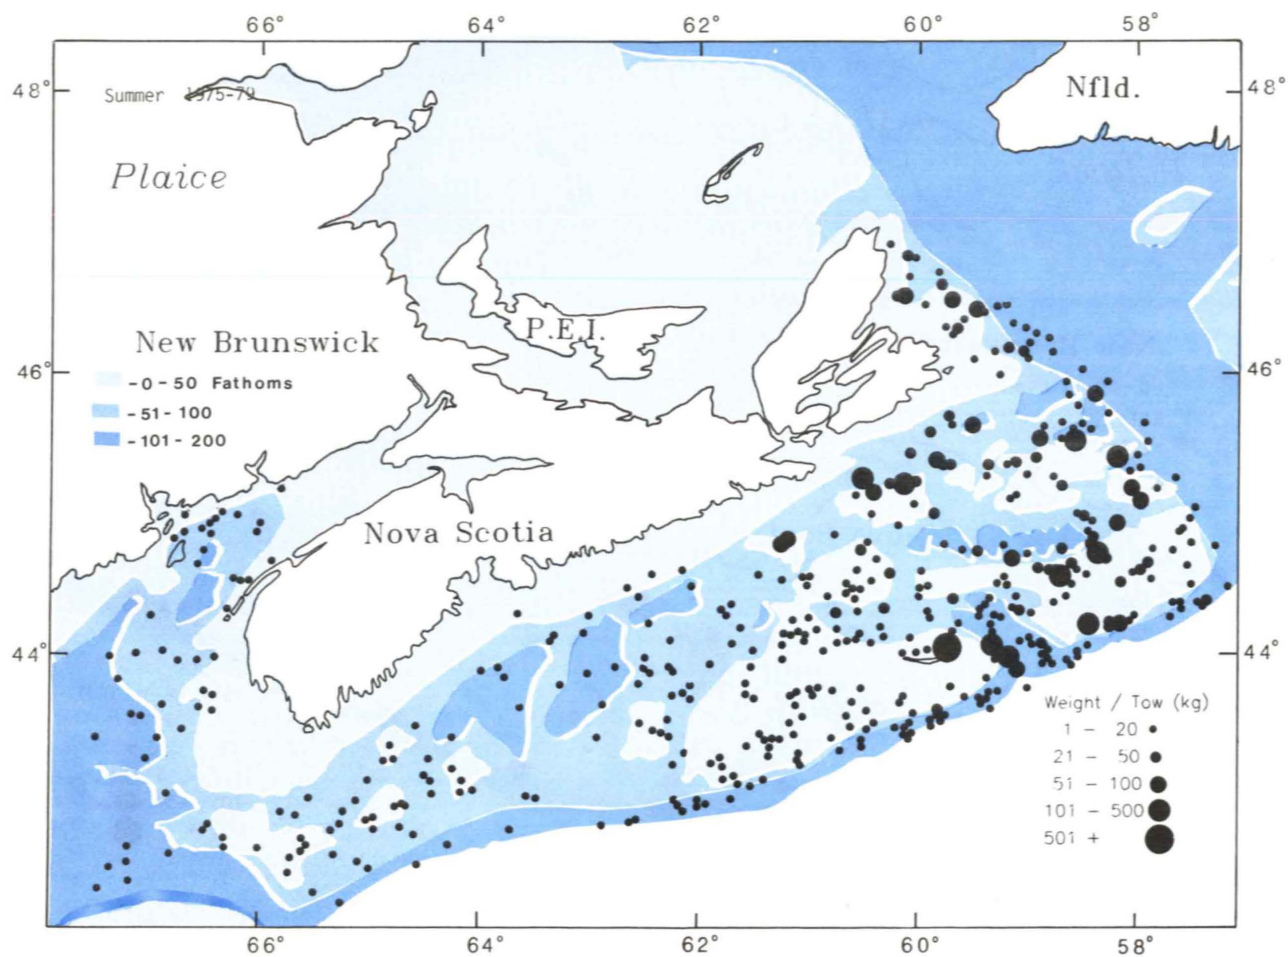 66° 64° 62° 60° 58°
48° 48°
Summer 1975-79
Nfld.
Plaice
P.E.I.
New Brunswick
46° 46°
-0-50 Fathoms
-51-100
-101-200
Nova Scotia
44° 44°
Weight / Tow (kg)
1 - 20
21 - 50
51 - 100
101 - 500
501 +
66° 64° 62° 60° 58°